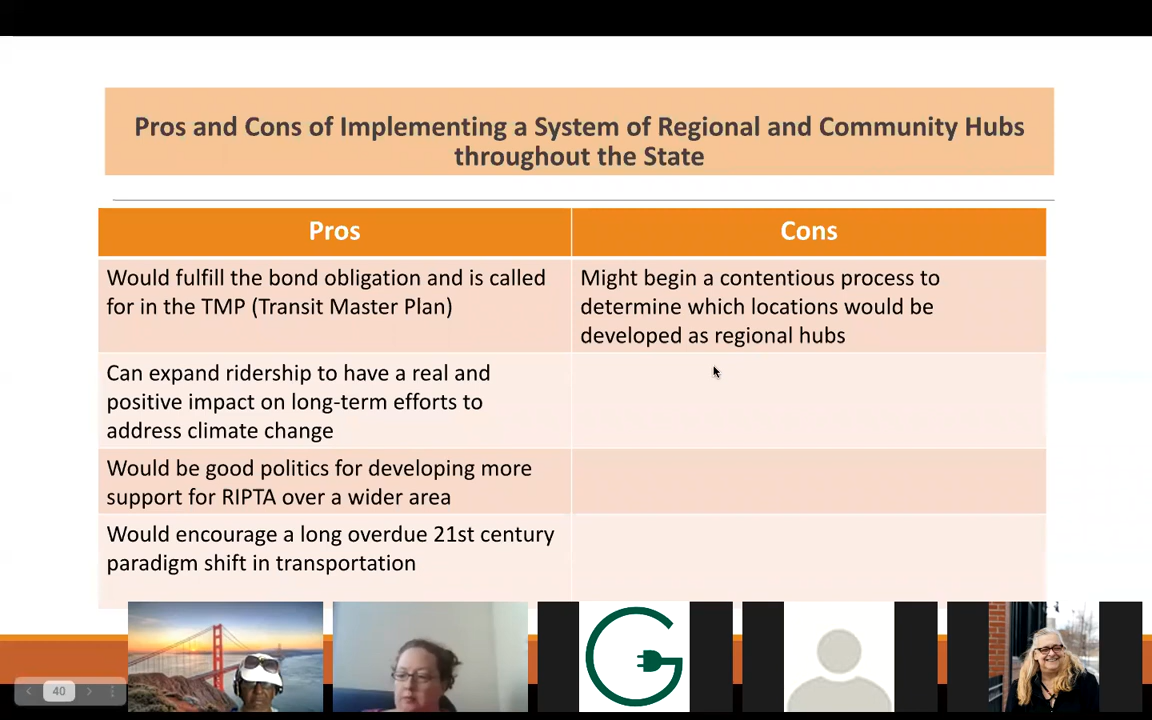 Pros and Cons of Implementing a System of Regional and Community Hubs
throughout the State
Pros
Cons
Would fulfill the bond obligation and is called
for in the TMP (Transit Master Plan)
Might begin a contentious process to
determine which locations would be
developed as regional hubs
Can expand ridership to have a real and
positive impact on long-term efforts to
address climate change
Would be good politics for developing more
support for RIPTA over a wider area
Would encourage a long overdue 21st century
paradigm shift in transportation
G
40